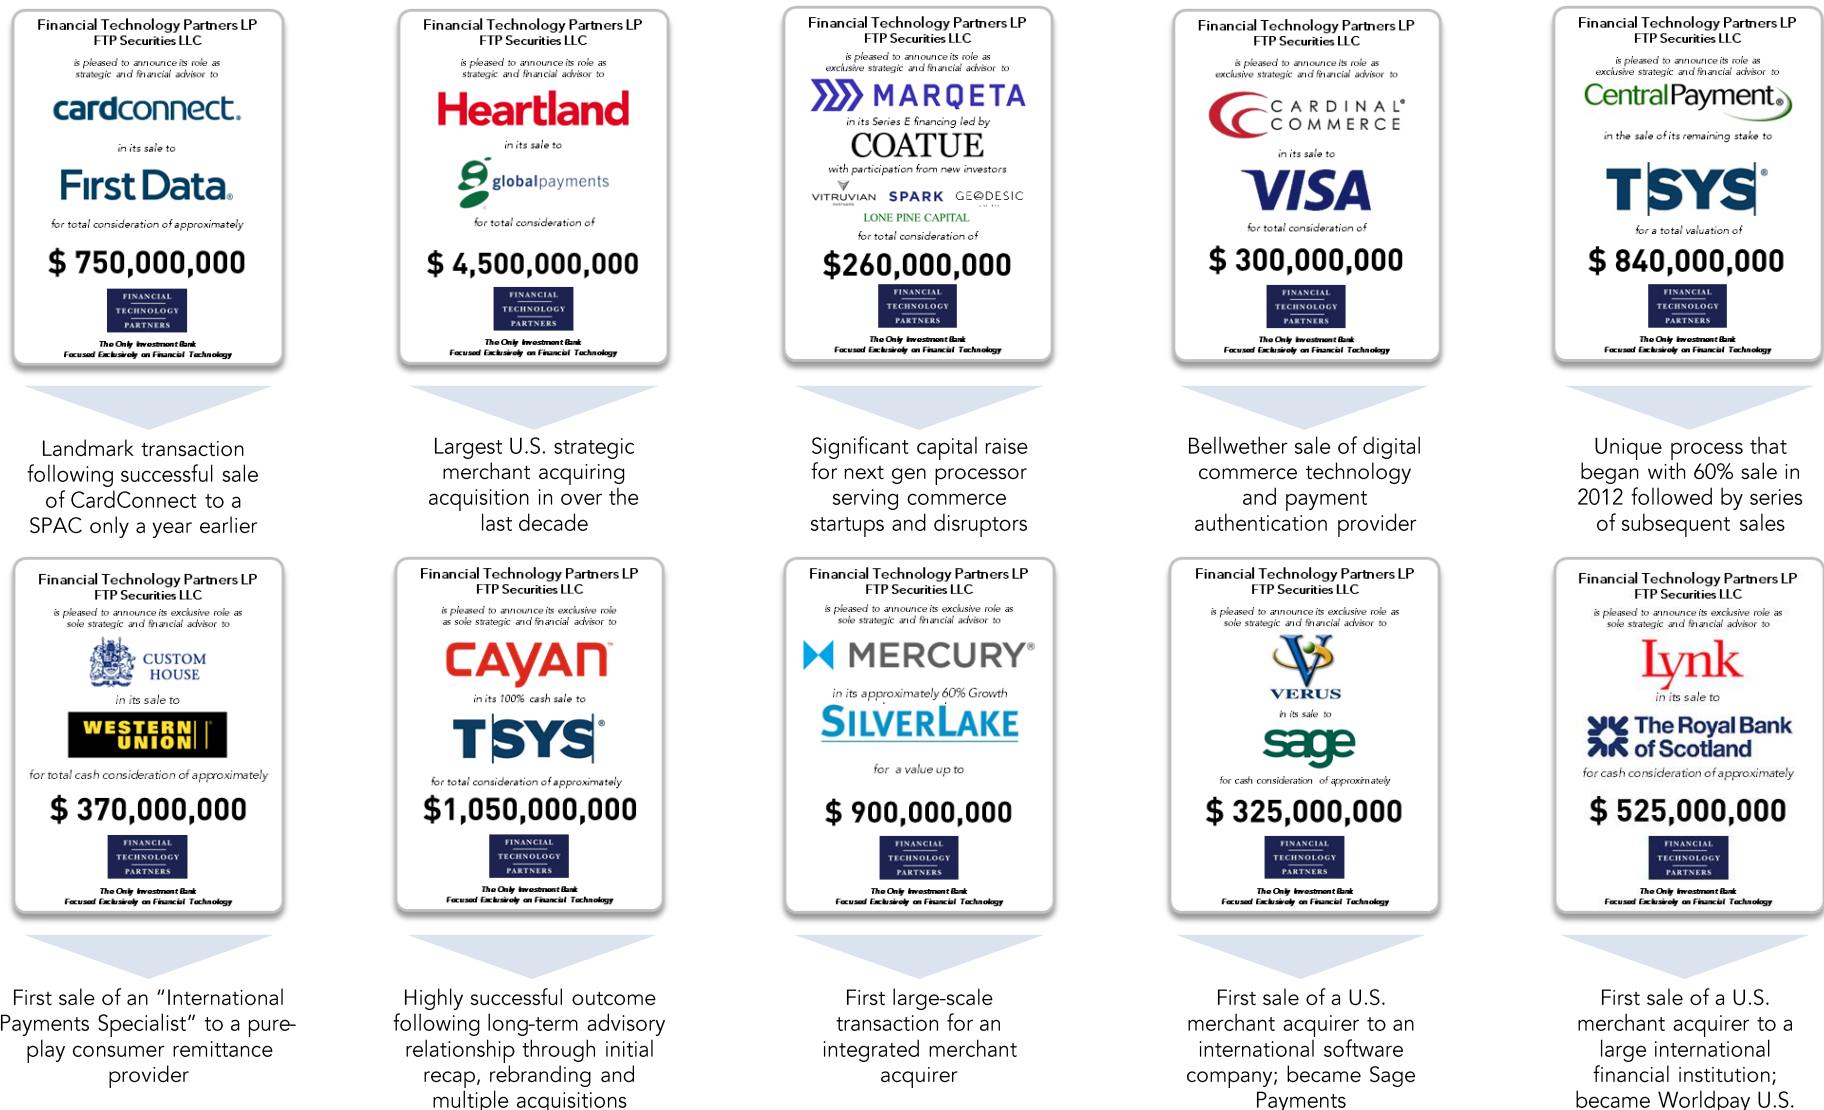 Financial Technology Partners LP
FTP Securities LLC
is pleased to announce its role as
strategic and financial advisor to
cardconnect.
in its sale to
First Data.
for total consideration of approximately
$ 750,000,000
FINANCIAL
TECHNOLOGY
PARTNERS
The Only Investment Bank
Focused Exclusively on Financial Technology
Landmark transaction
following successful sale
of CardConnect to a
SPAC only a year earlier
Financial Technology Partners LP
FTP Securities LLC
is pleased to announce its role as
strategic and financial advisor to
Heartland
in its sale to
globalpayments
for total consideration of
$ 4,500,000,000
FINANCIAL
TECHNOLOGY
PARTNERS
The Only Investment Bank
Focused Exclusively on Financial Technology
Largest U.S. strategic
merchant acquiring
acquisition in over the
last decade
Financial Technology Partners LP
FTP Securities LLC
is pleased to announce its role as
exclusive strategic and financial advisor to
MARQETA
in its Series E financing led by
COATUE
with participation from new investors
VITRUVIAN SPARK GEODESIC
PARTNERS
LONE PINE CAPITAL
for total consideration of
$260,000,000
FINANCIAL
TECHNOLOGY
PARTNERS
The Only Investment Bank
Focused Exclusively on Financial Technology
Significant capital raise
for next gen processor
serving commerce
startups and disruptors
Financial Technology Partners LP
FTP Securities LLC
is pleased to announce its role as
exclusive strategic and financial advisor to
CARDINAL®
COMMERCE
in its sale to
VISA
for total consideration of
$ 300,000,000
FINANCIAL
TECHNOLOGY
PARTNERS
The Only Investment Bank
Focused Exclusively on Financial Technology
Bellwether sale of digital
commerce technology
and payment
authentication provider
Financial Technology Partners LP
FTP Securities LLC
is pleased to announce its role as
exclusive strategic and financial advisor to
CentralPayment®
in the sale of its remaining stake to
TSYS®
for a total valuation of
$ 840,000,000
FINANCIAL
TECHNOLOGY
PARTNERS
The Only Investment Bank
Focused Exclusively on Financial Technology
Unique process that
began with 60% sale in
2012 followed by series
of subsequent sales
Financial Technology Partners LP
FTP Securities LLC
is pleased to announce its exclusive role as
sole strategic and financial advisor to
CUSTOM
HOUSE
in its sale to
WESTERN
UNION
for total cash consideration of approximately
$ 370,000,000
FINANCIAL
TECHNOLOGY
PARTNERS
The Only Investment Bank
Focused Exclusively on Financial Technology
First sale of an “International
Payments Specialist” to a pure-
play consumer remittance
provider
Financial Technology Partners LP
FTP Securities LLC
is pleased to announce its exclusive role
as sole strategic and financial advisor to
CAYAN™
in its 100% cash sale to
TSYS®
for total consideration of approximately
$1,050,000,000
FINANCIAL
TECHNOLOGY
PARTNERS
The Only Investment Bank
Focused Exclusively on Financial Technology
Highly successful outcome
following long-term advisory
relationship through initial
recap, rebranding and
multiple acquisitions
Financial Technology Partners LP
FTP Securities LLC
is pleased to announce its exclusive role as
sole strategic and financial advisor to
MERCURY®
in its approximately 60% Growth
SILVERLAKE
for a value up to
$ 900,000,000
FINANCIAL
TECHNOLOGY
PARTNERS
The Only Investment Bank
Focused Exclusively on Financial Technology
First large-scale
transaction for an
integrated merchant
acquirer
Financial Technology Partners LP
FTP Securities LLC
is pleased to announce its exclusive role as
sole strategic and financial advisor to
VERUS
in its sale to
sage
for cash consideration of approximately
$ 325,000,000
FINANCIAL
TECHNOLOGY
PARTNERS
The Only Investment Bank
Focused Exclusively on Financial Technology
First sale of a U.S.
merchant acquirer to an
international software
company; became Sage
Payments
Financial Technology Partners LP
FTP Securities LLC
is pleased to announce its exclusive role as
sole strategic and financial advisor to
Lynk
in its sale to
The Royal Bank
of Scotland
for cash consideration of approximately
$ 525,000,000
FINANCIAL
TECHNOLOGY
PARTNERS
The Only Investment Bank
Focused Exclusively on Financial Technology
First sale of a U.S.
merchant acquirer to a
large international
financial institution;
became Worldpay U.S.